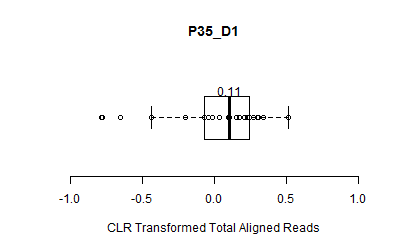 P35_D1
0.11
-1.0 -0.5 0.0 0.5 1.0
CLR Transformed Total Aligned Reads